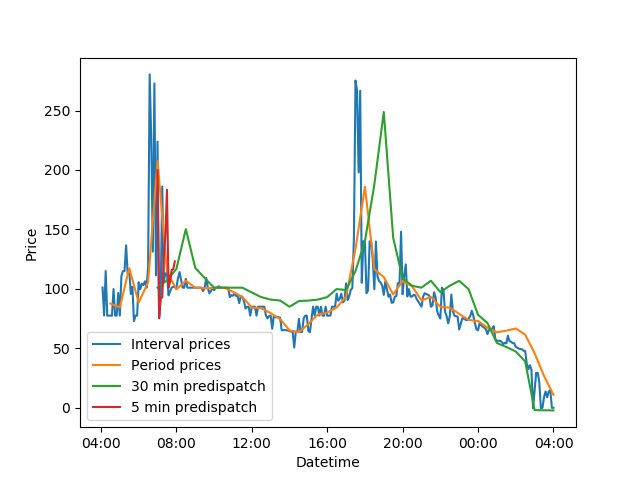 250
200
150
100
50
0
Price
Interval prices
Period prices
30 min predispatch
5 min predispatch
04:00 08:00 12:00 16:00 20:00 00:00 04:00
Datetime